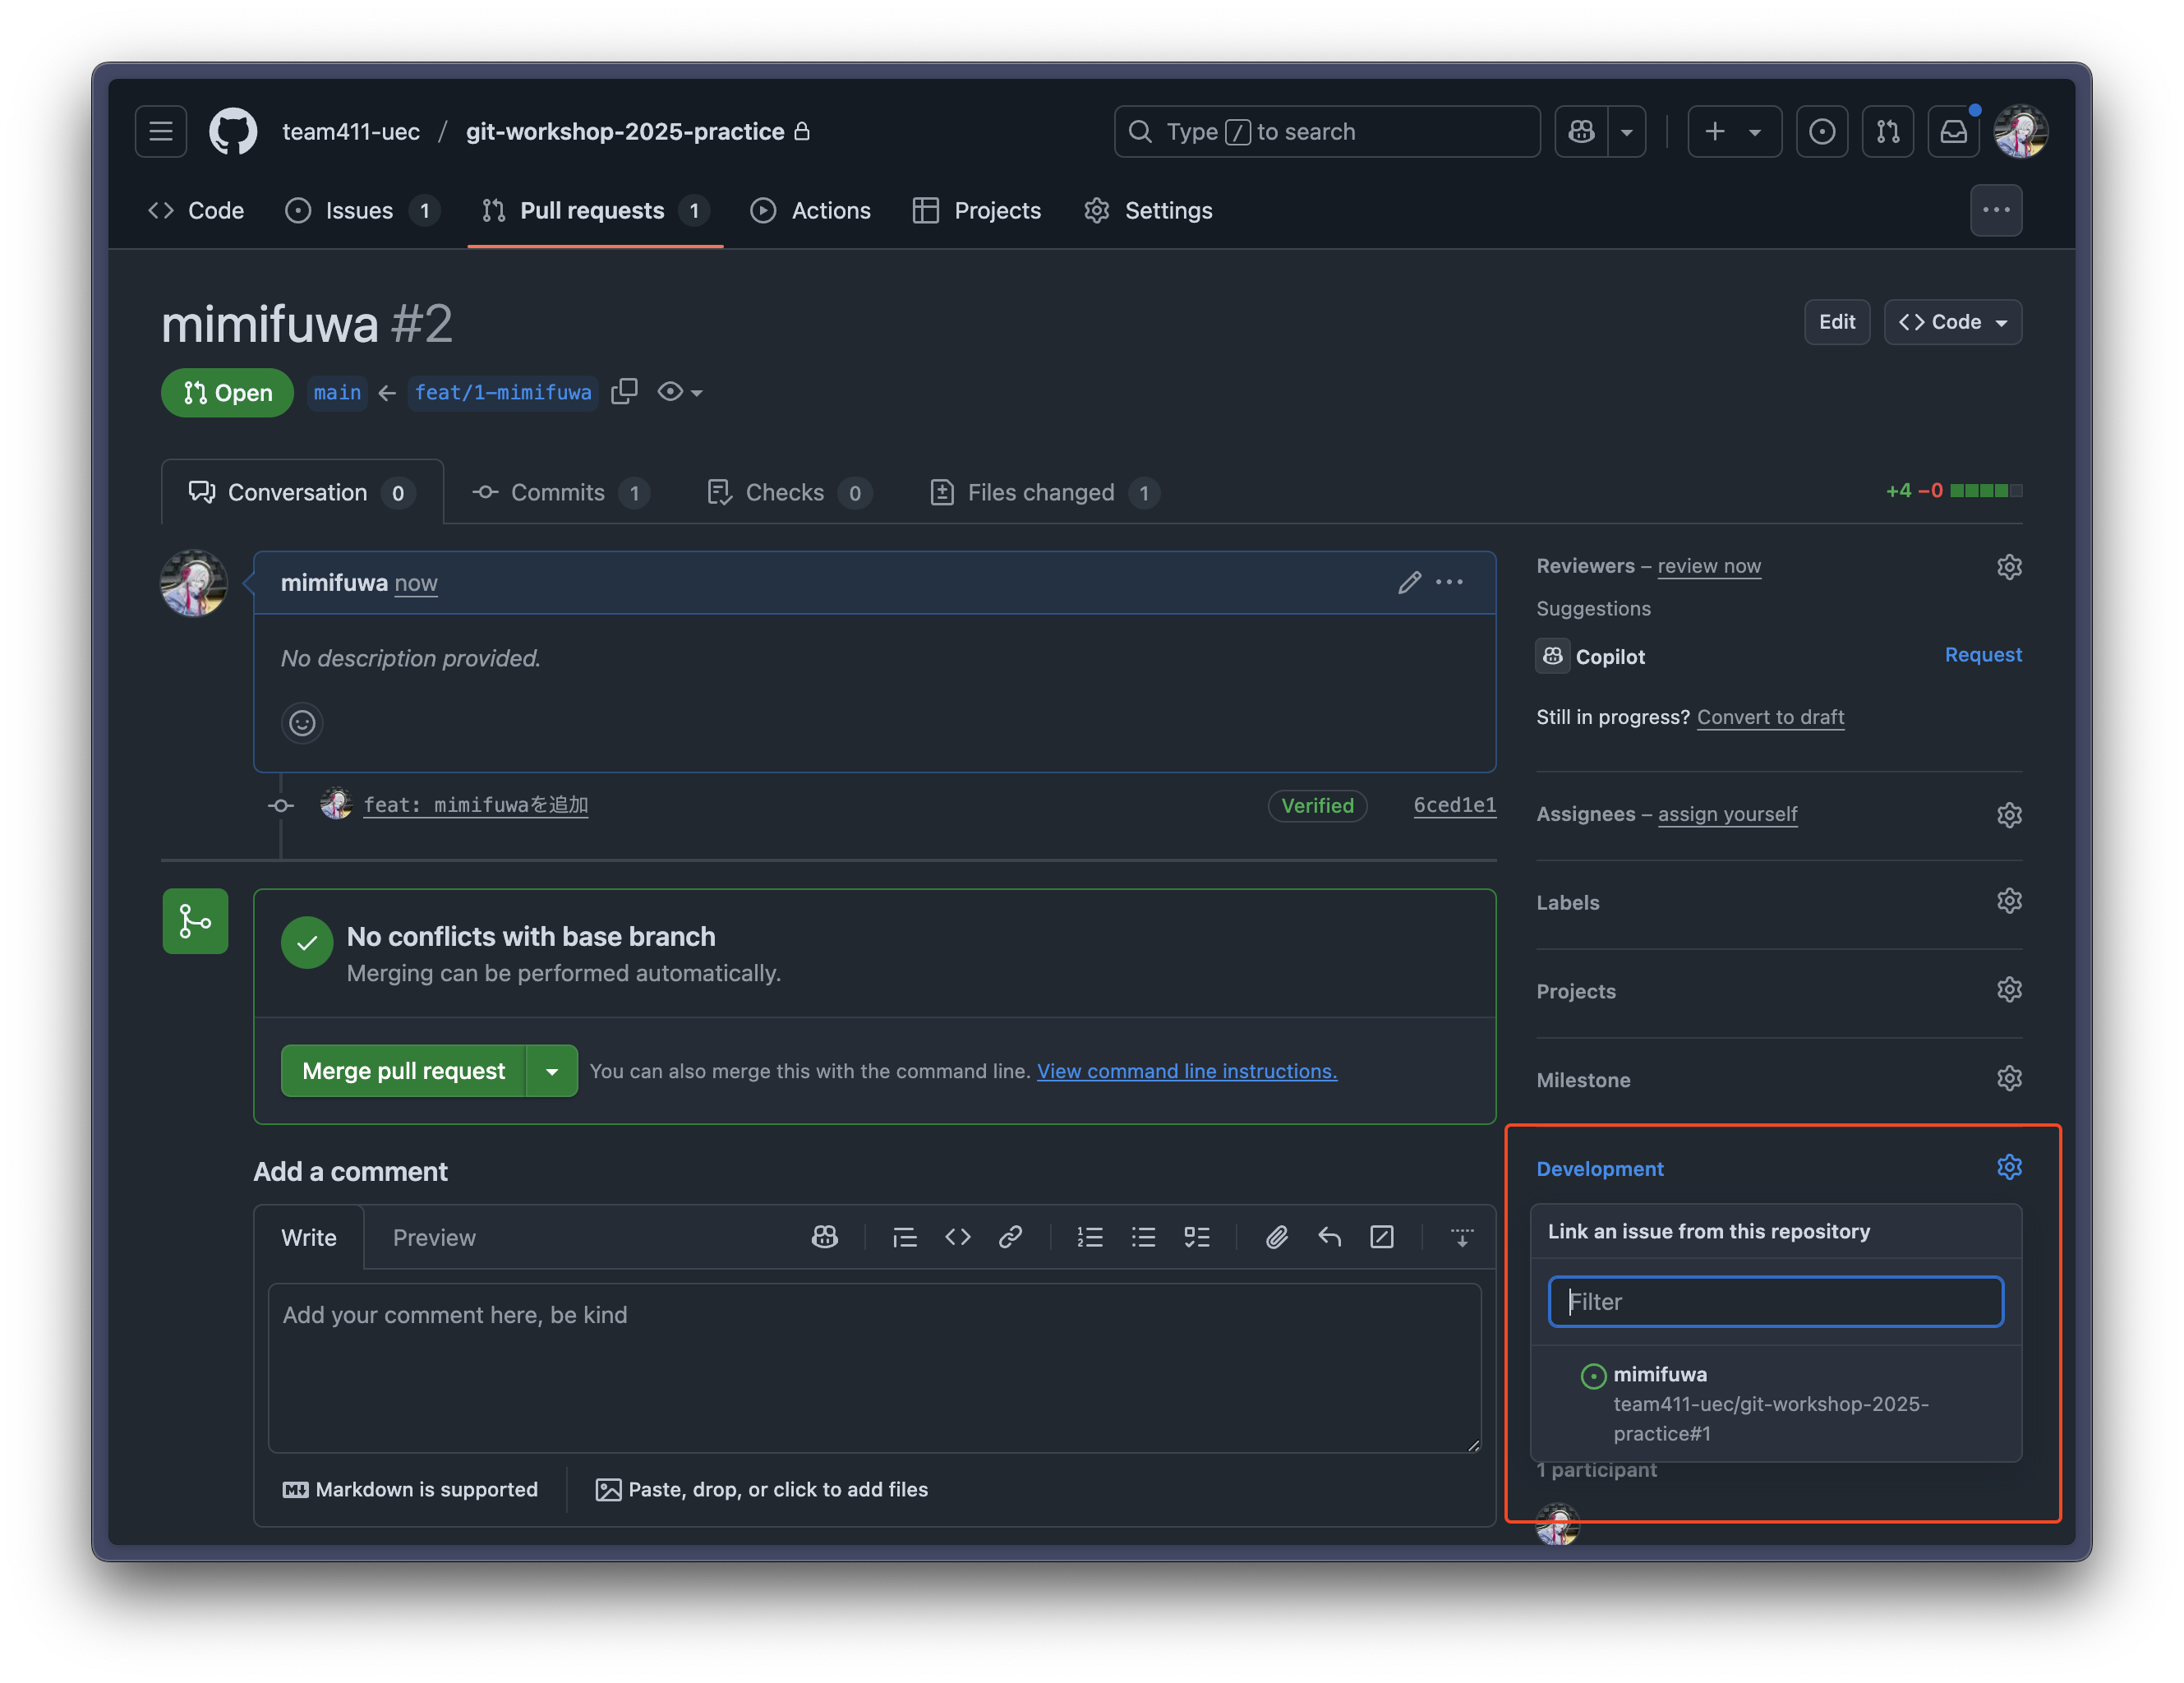 team411-uec / git-workshop-2025-practice
Type / to search
Code
Issues 1
Pull requests 1
Actions
Projects
Settings
mimifuwa #2
Edit
Code
Open
main ← feat/1-mimifuwa
Conversation 0
Commits 1
Checks 0
Files changed 1
+4 −0
mimifuwa now
No description provided.
feat: mimifuwaを追加
Verified
6ced1e1
No conflicts with base branch
Merging can be performed automatically.
Merge pull request
You can also merge this with the command line. View command line instructions.
Add a comment
Write
Preview
Add your comment here, be kind
Markdown is supported
Paste, drop, or click to add files
Reviewers – review now
Suggestions
Copilot
Request
Still in progress? Convert to draft
Assignees – assign yourself
Labels
Projects
Milestone
Development
Link an issue from this repository
Filter
mimifuwa
team411-uec/git-workshop-2025-
practice#1
1 participant